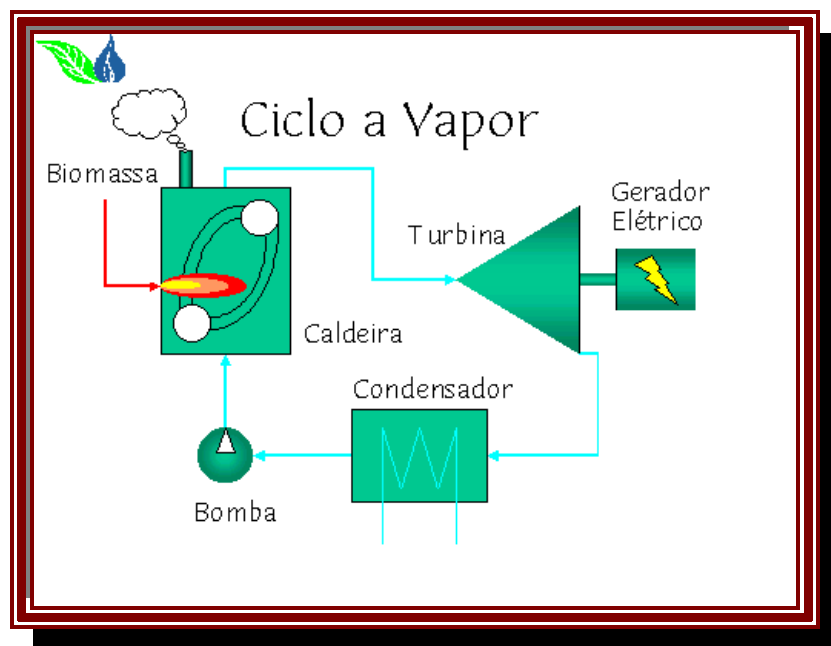 Ciclo a Vapor
Biomassa
Gerador
Elétrico
Turbina
Caldeira
Condensador
Bomba